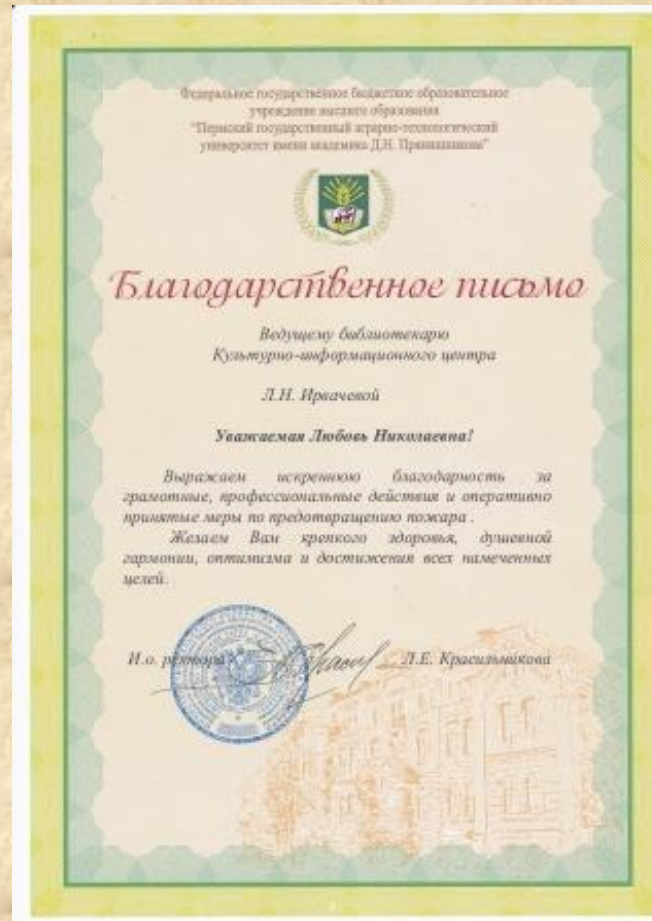 Федеральное государственное бюджетное образовательное
учреждение высшего образования
"Пермский государственный аграрно-технологический
университет имени академика Д.Н. Прянишникова"
Благодарственное письмо
Ведущему библиотекарю
Культурно-информационного центра
Л.Н. Ирвачевой
Уважаемая Любовь Николаевна!
Выражаем искреннюю благодарность за
грамотные, профессиональные действия и оперативно
принятые меры по предотвращению пожара .
Желаем Вам крепкого здоровья, душевной
гармонии, оптимизма и достижения всех намеченных
целей.
И.о. ректора Л.Е. Красильникова